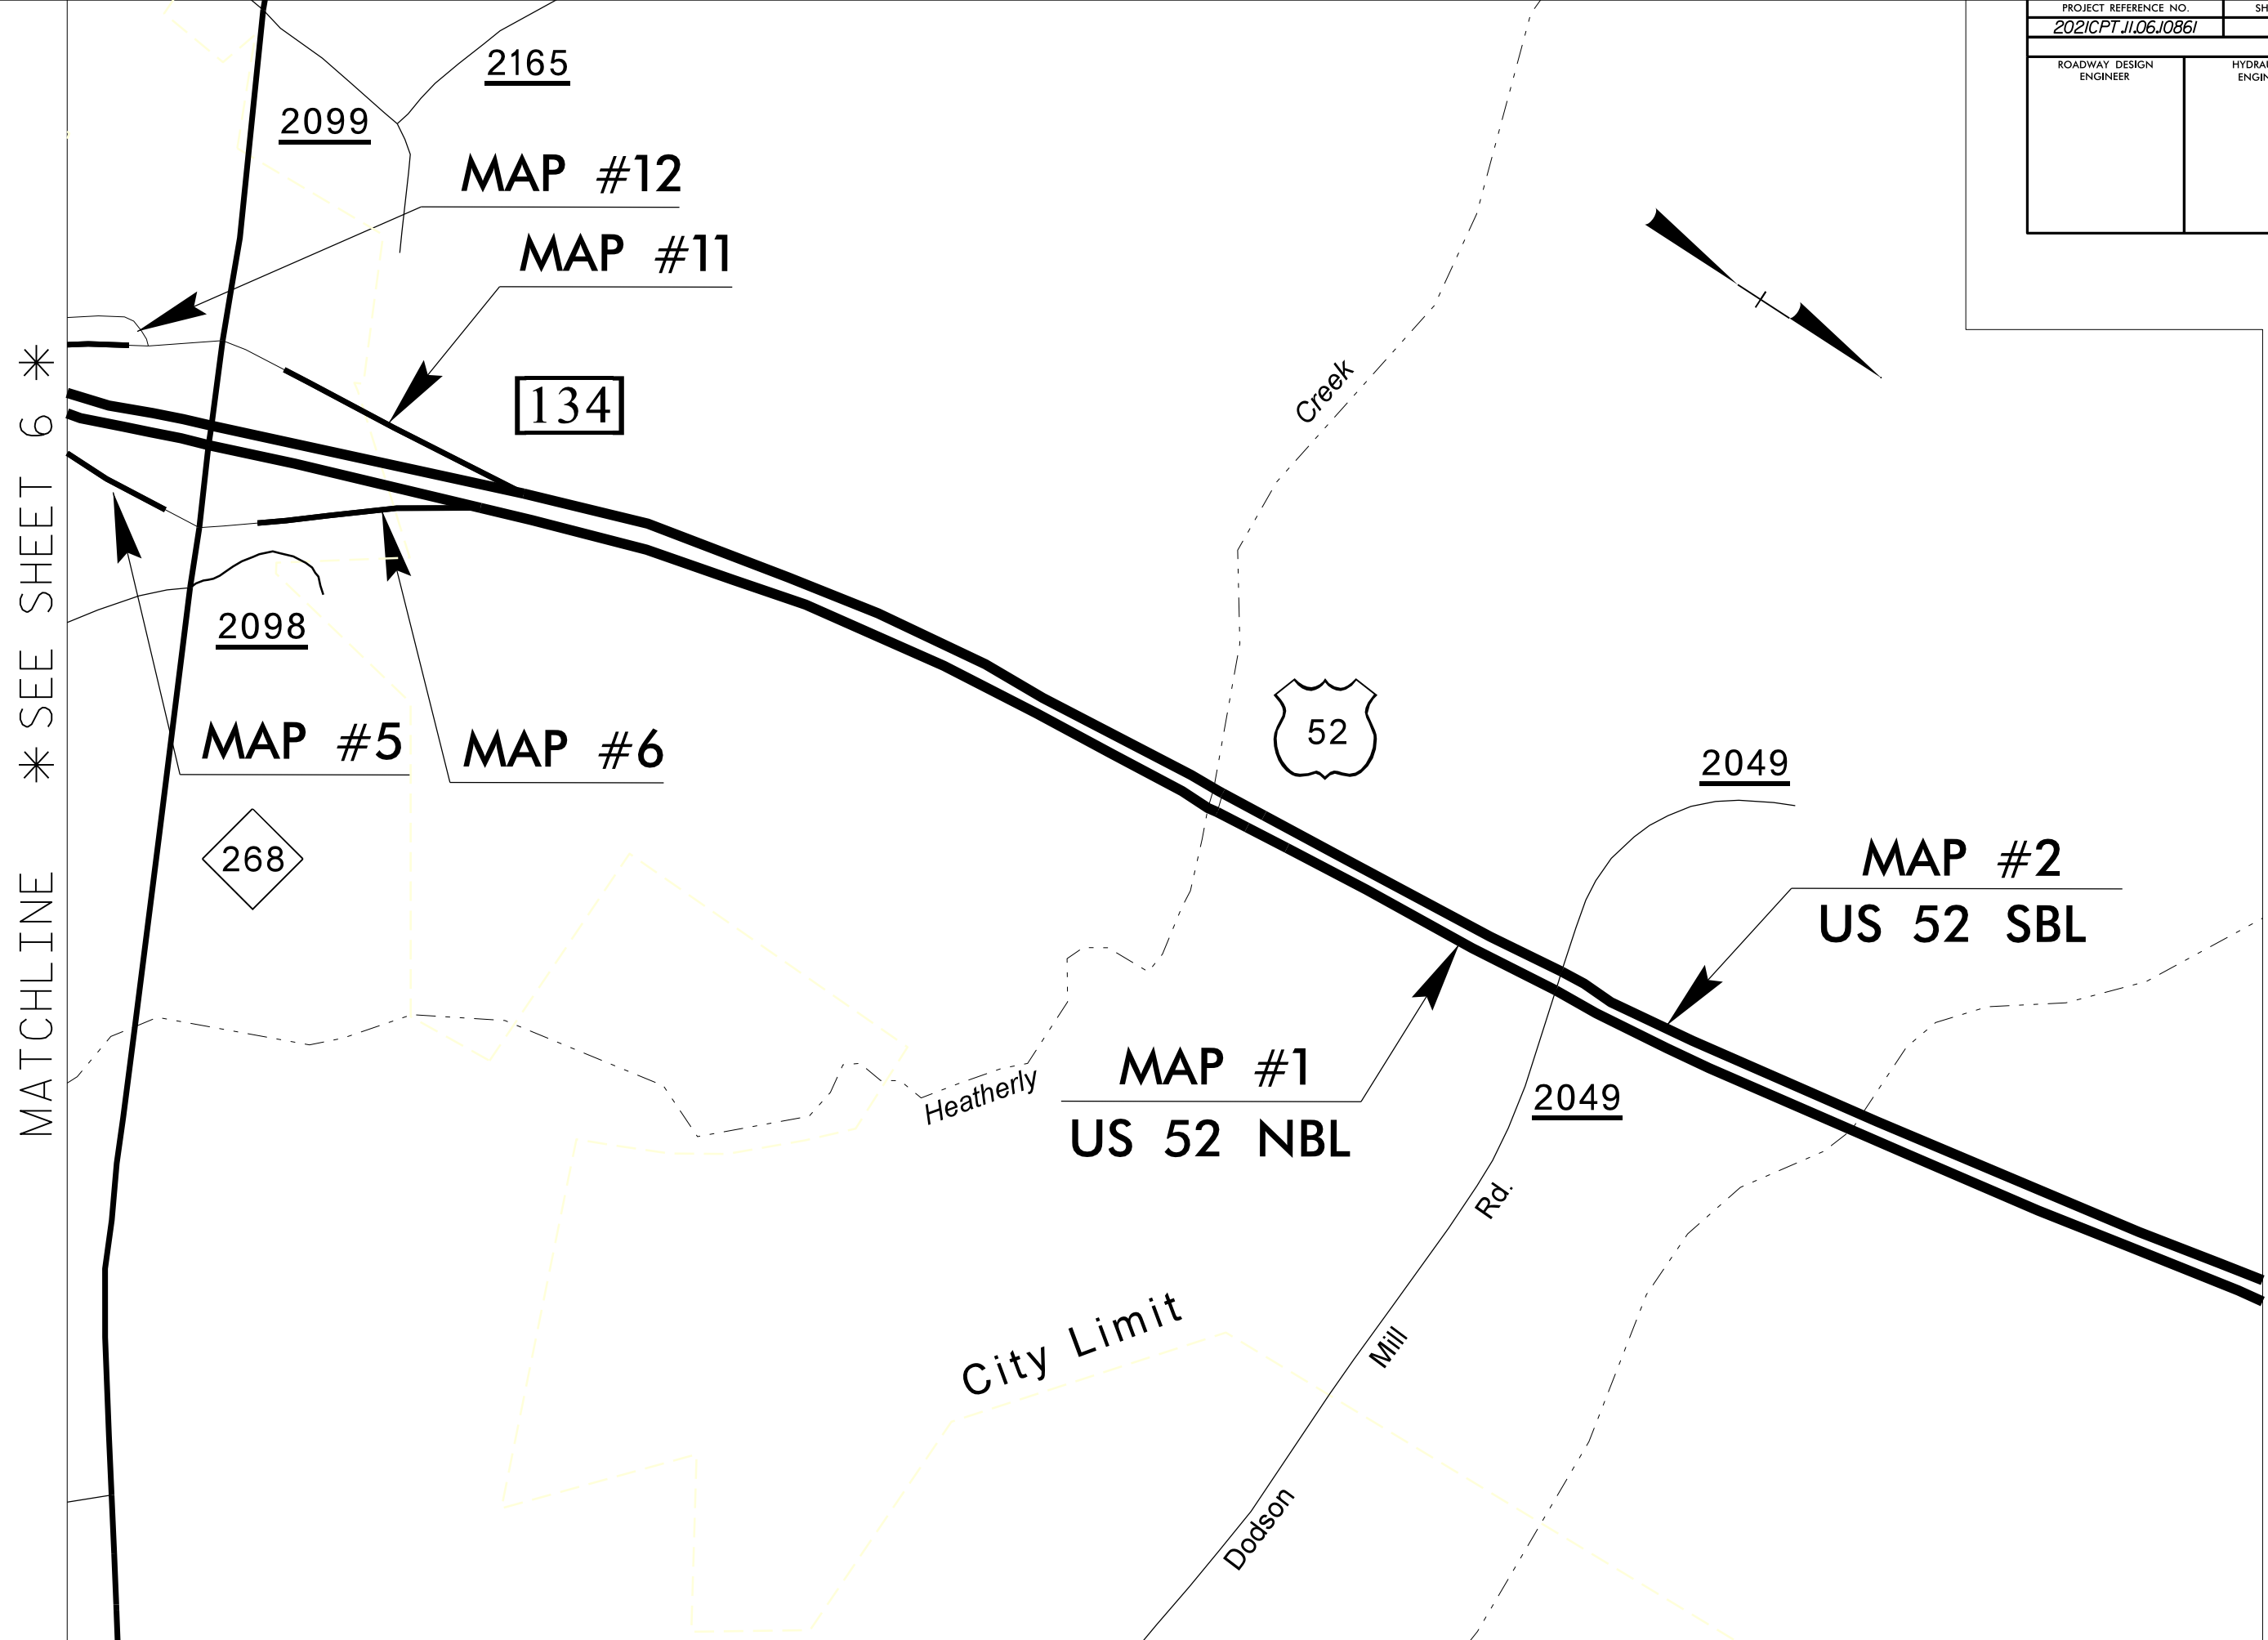 PROJECT REFERENCE NO.
2021CPT.11.06.10861
ROADWAY DESIGN
ENGINEER
2165
2099
MAP #12
MAP #11
134
MATCHLINE *SEE SHEET 6 *
Creek
2098
MAP #5
MAP #6
52
2049
268
MAP #2
US 52 SBL
MAP #1
US 52 NBL
Heatherly
2049
Rd.
City Limit
Mill
Dodson